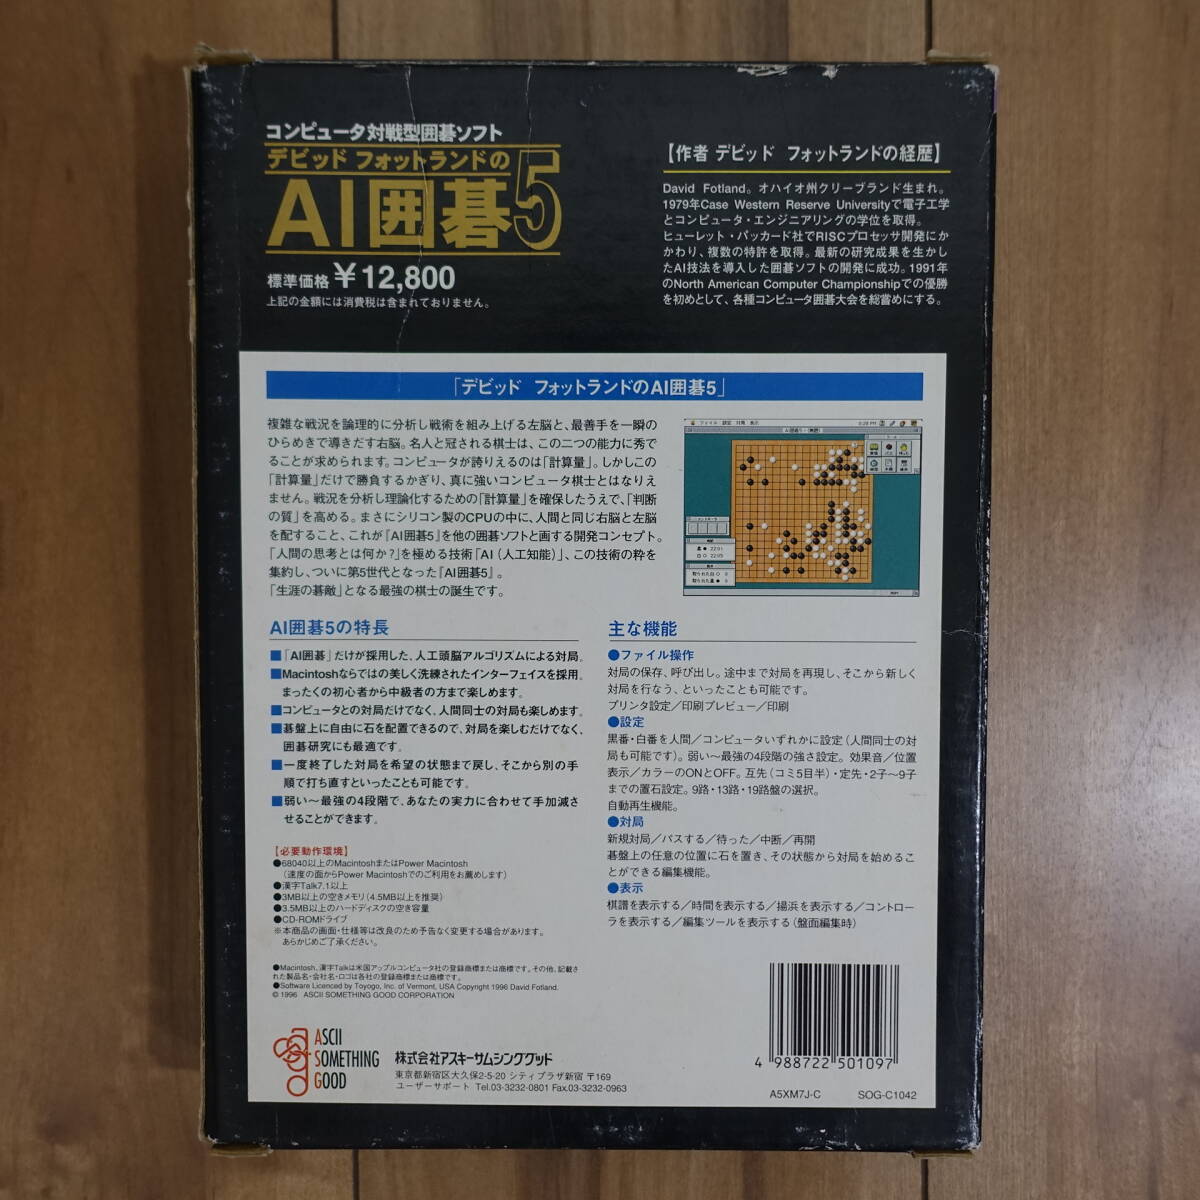 コンピュータ対戦型囲碁ソフト
デビッド フォットランドの
AI囲碁5
標準価格￥12,800
上記の金額には消費税は含まれておりません。
【作者 デビッド フォットランドの経歴】
David Fotland。オハイオ州クリーブランド生まれ。
1979年Case Western Reserve Universityで電子工学
とコンピュータ・エンジニアリングの学位を取得。
ヒューレット・パッカード社でRISCプロセッサ開発にか
かわり、複数の特許を取得。最新の研究成果を生かし
たAI技法を導入した囲碁ソフトの開発に成功。1991年
のNorth American Computer Championshipでの優勝
を初めとして、各種コンピュータ囲碁大会を総嘗めにする。
「デビッド フォットランドのAI囲碁5」
複雑な戦況を論理的に分析し戦術を組み上げる左脳と、最善手を一瞬の
ひらめきで導きだす右脳。名人と冠される棋士は、この二つの能力に秀で
ることが求められます。コンピュータが誇りえるのは「計算量」。しかしこの
「計算量」だけで勝負するかぎり、真に強いコンピュータ棋士とはなりえ
ません。戦況を分析し理論化するための「計算量」を確保したうえで、「判断
の質」を高める。まさにシリコン製のCPUの中に、人間と同じ右脳と左脳
を配すること、これが『AI囲碁5』を他の囲碁ソフトと画する開発コンセプト。
「人間の思考とは何か?」を極める技術「AI(人工知能)」、この技術の粋を
集約し、ついに第5世代となった『AI囲碁5』。
「生涯の碁敵」となる最強の棋士の誕生です。
ファイル 設定 対局 表示
AI囲碁5の特長
■「AI囲碁」だけが採用した、人工頭脳アルゴリズムによる対局。
■Macintoshならではの美しく洗練されたインターフェイスを採用。
まったくの初心者から中級者の方まで楽しめます。
■コンピュータとの対局だけでなく、人間同士の対局も楽しめます。
■碁盤上に自由に石を配置できるので、対局を楽しむだけでなく、
囲碁研究にも最適です。
■一度終了した対局を希望の状態まで戻し、そこから別の手
順で打ち直すといったことも可能です。
■弱い〜最強の4段階で、あなたの実力に合わせて手加減さ
せることができます。
【必要動作環境】
●68040以上のMacintoshまたはPower Macintosh
(速度の面からPower Macintoshでのご利用をお薦めします)
●漢字Talk7.1以上
●3MB以上の空きメモリ(4.5MB以上を推奨)
●3.5MB以上のハードディスクの空き容量
●CD-ROMドライブ
※本商品の画面・仕様等は改良のため予告なく変更する場合があります。
あらかじめご了承ください。
主な機能
●ファイル操作
対局の保存、呼び出し。途中まで対局を再現し、そこから新しく
対局を行なう、といったことも可能です。
プリンタ設定/印刷プレビュー/印刷
●設定
黒番・白番を人間/コンピュータいずれかに設定(人間同士の対
局も可能です)。弱い〜最強の4段階の強さ設定。効果音/位置
表示/カラーのONとOFF。互先(コミ5目半)・定先・2子〜9子
までの置石設定。9路・13路・19路盤の選択。
自動再生機能。
●対局
新規対局/パスする/待った/中断/再開
碁盤上の任意の位置に石を置き、その状態から対局を始めるこ
とができる編集機能。
●表示
棋譜を表示する/時間を表示する/揚浜を表示する/コントロー
ラを表示する/編集ツールを表示する(盤面編集時)
●Macintosh、漢字Talkは米国アップルコンピュータ社の登録商標または商標です。その他、記載さ
れた製品名・会社名・ロゴは各社の登録商標または商標です。
●Software Licenced by Toyogo, Inc. of Vermont, USA Copyright 1996 David Fotland.
© 1996 ASCII SOMETHING GOOD CORPORATION
ASCII
SOMETHING
GOOD
株式会社アスキーサムシンググッド
東京都新宿区大久保2-5-20 シティプラザ新宿 〒169
ユーザーサポート Tel.03-3232-0801 Fax.03-3232-0963
4 988722 501097
A5XM7J-C SOG-C1042